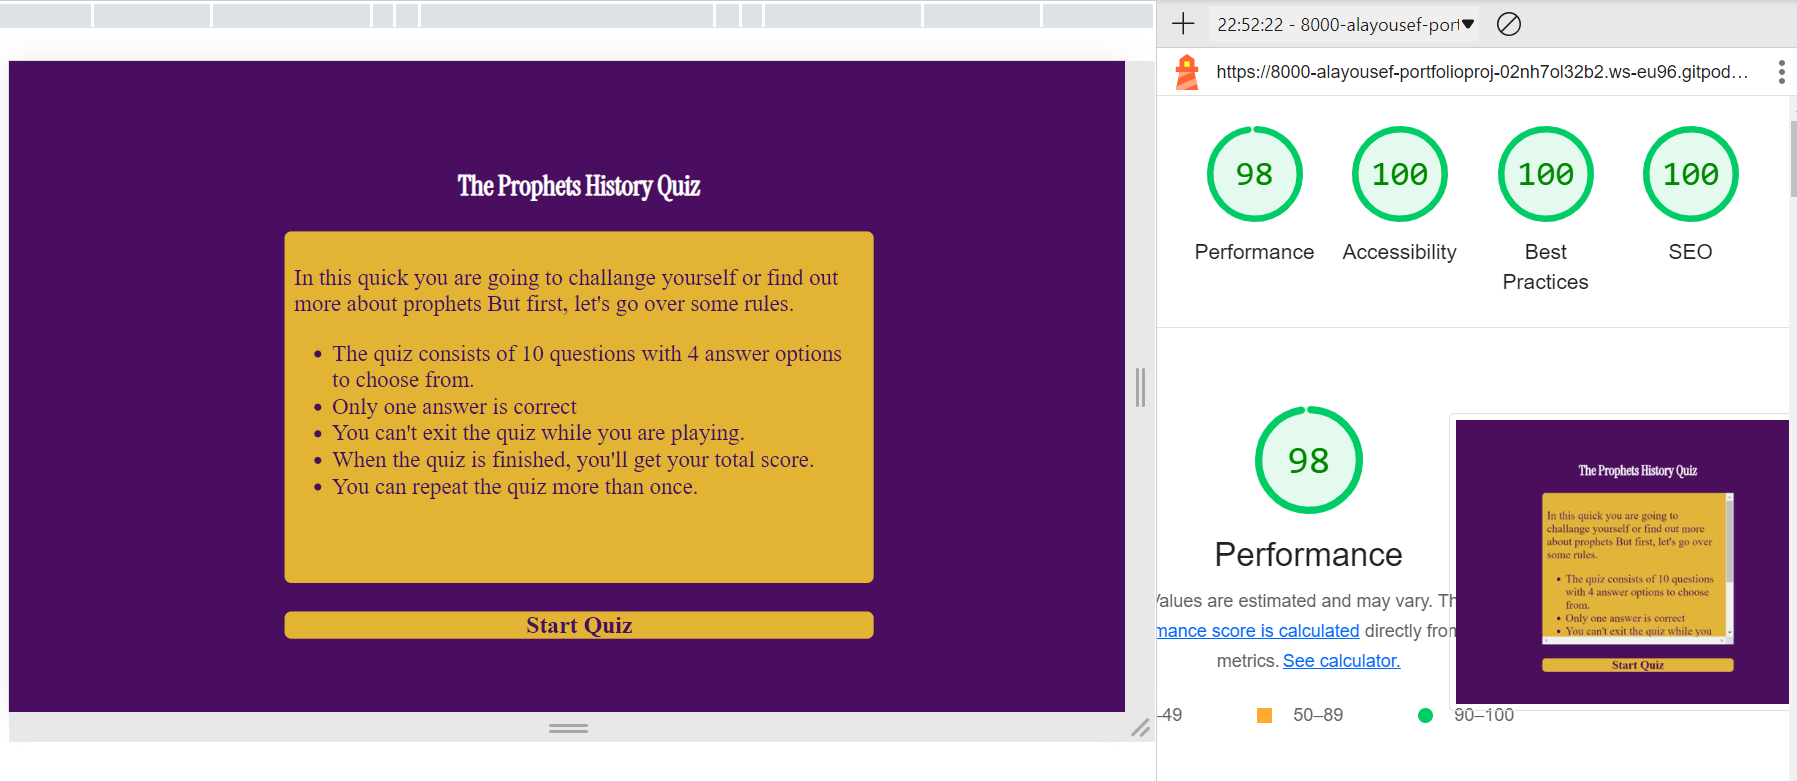 The Prophets History Quiz
In this quick you are going to challange yourself or find out
more about prophets But first, let's go over some rules.
• The quiz consists of 10 questions with 4 answer options
to choose from.
• Only one answer is correct
• You can't exit the quiz while you are playing.
• When the quiz is finished, you'll get your total score.
• You can repeat the quiz more than once.
Start Quiz
22:52:22 - 8000-alayousef-port
https://8000-alayousef-portfolioproj-02nh7ol32b2.ws-eu96.gitpod...
98 100 100 100
Performance Accessibility Best Practices SEO
98
Performance
Values are estimated and may vary. Th
mance score is calculated directly from
metrics. See calculator.
–49 50–89 90–100
The Prophets History Quiz
In this quick you are going to
challange yourself or find out more
about prophets But first, let's go over
some rules.
• The quiz consists of 10 questions
with 4 answer options to choose
from.
• Only one answer is correct
• You can't exit the quiz while you
Start Quiz